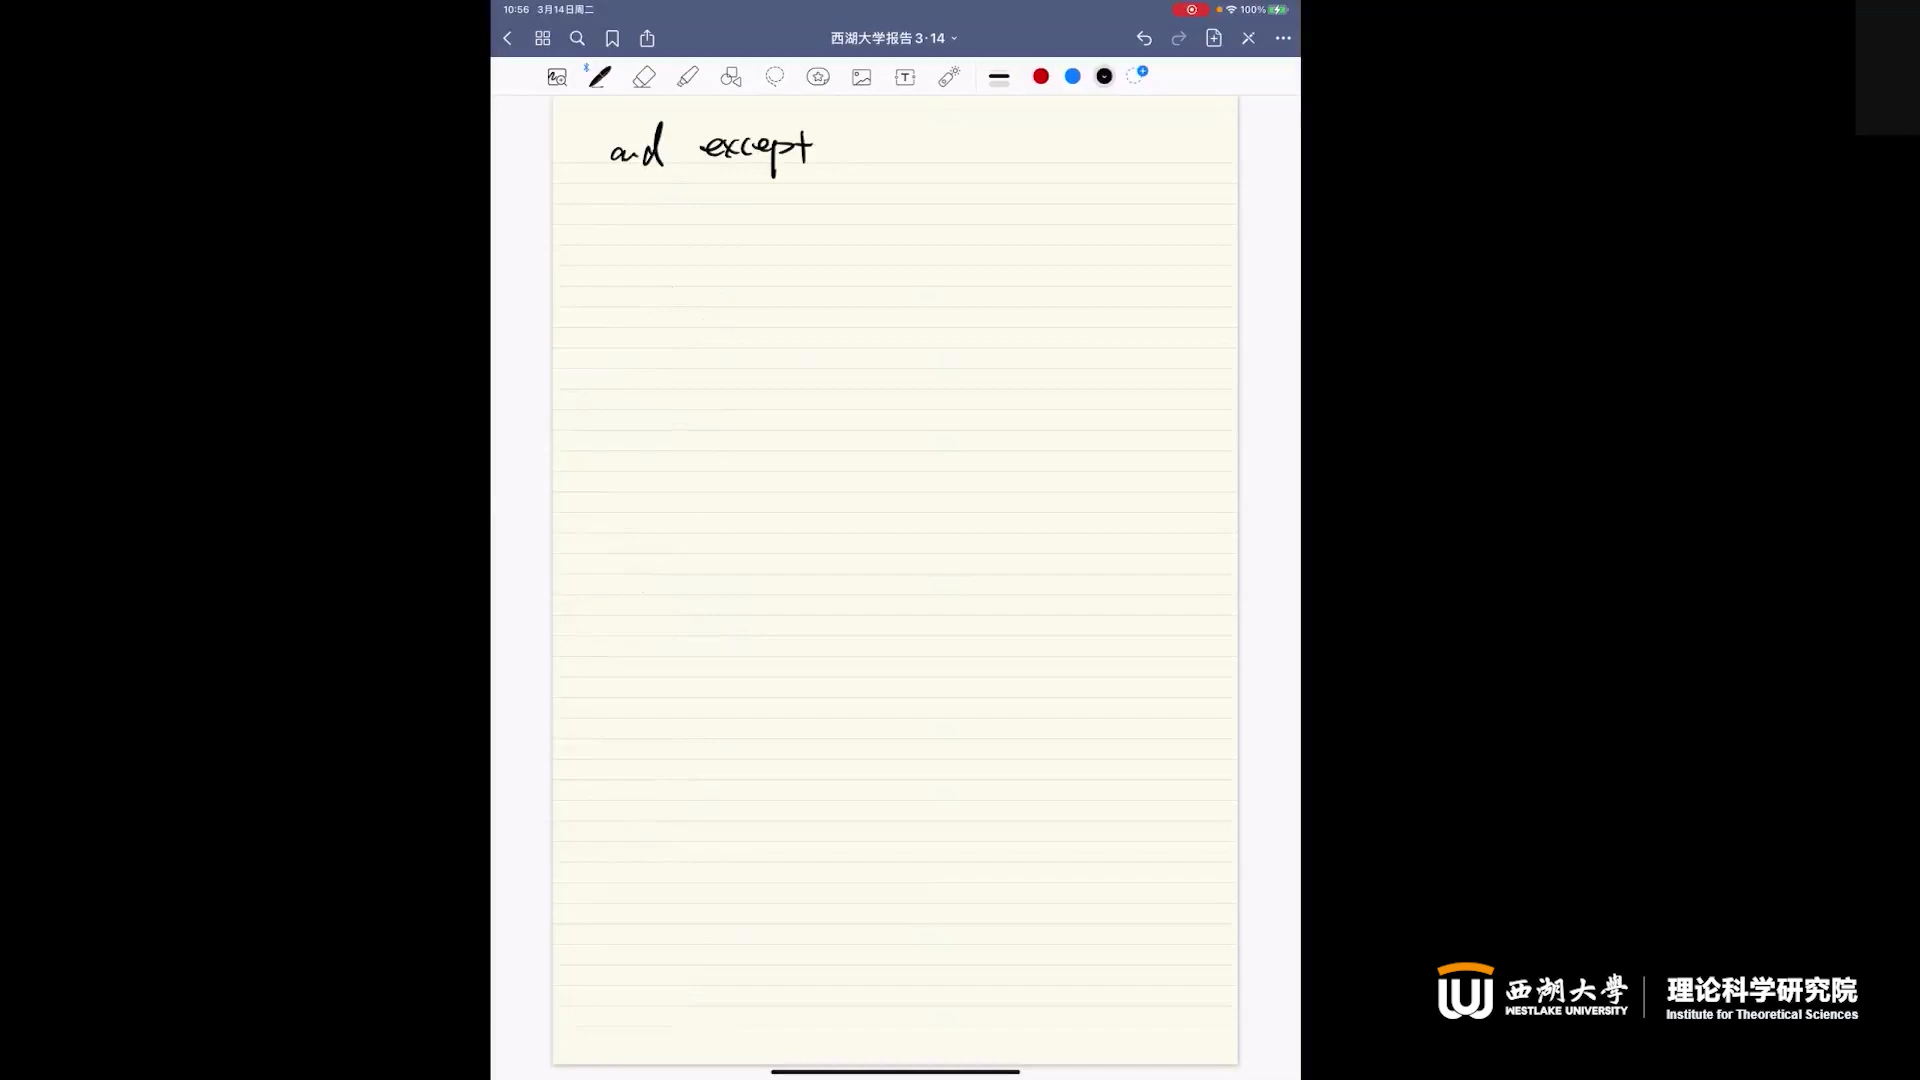 10:56 3月14日周二
100%
西湖大学报告 3·14
T
and except
西湖大學
WESTLAKE UNIVERSITY
理论科学研究院
Institute for Theoretical Sciences